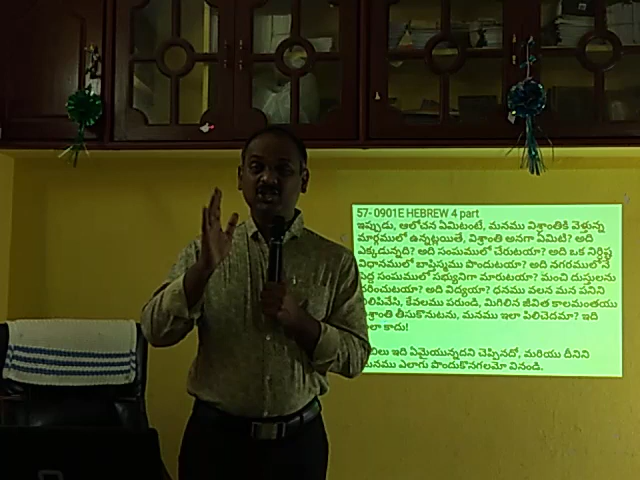 57- 0901E HEBREW 4 part
ఇప్పుడు, ఆలోచన ఏమిటంటే, మనము విశ్రాంతికి వెళ్తున్న
మార్గములో ఉన్నట్లయితే, విశ్రాంతి అనగా ఏమిటి? అది
ఎక్కడున్నది? అది సంఘములో చేరుటయా? అది ఒక నిర్దిష్ట
విధానములో బాప్తిస్మము పొందుటయా? అది నగరములోనే
సంఘములో సభ్యునిగా మారుటయా? మంచి దుస్తులను
ధరించుటయా? అది విద్యయా? ధనము వలన మన పనిని
నిలిపివేసి, కేవలము పరుండి, మిగిలిన జీవిత కాలమంతయు
విశ్రాంతి తీసుకొనుటను, మనము ఇలా పిలిచెదమా? ఇది
అలా కాదు!
బైబిలు ఇది ఏమైయున్నదని చెప్పినదో, మరియు దీనిని
మనము ఎలాగు పొందుకొనగలమో వినండి.